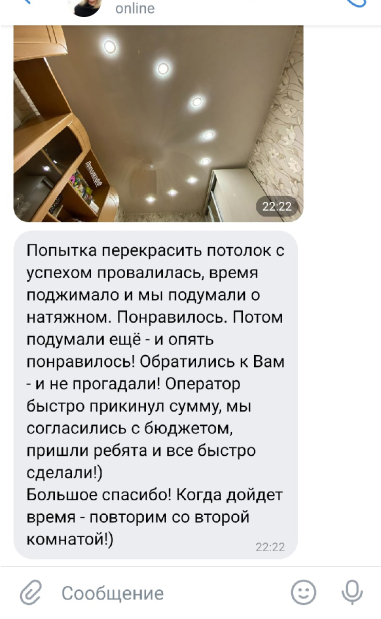 online
22:22
Попытка перекрасить потолок с
успехом провалилась, время
поджимало и мы подумали о
натяжном. Понравилось. Потом
подумали ещё - и опять
понравилось! Обратились к Вам
- и не прогадали! Оператор
быстро прикинул сумму, мы
согласились с бюджетом,
пришли ребята и все быстро
сделали!)
Большое спасибо! Когда дойдет
время - повторим со второй
комнатой!)
22:22
Сообщение